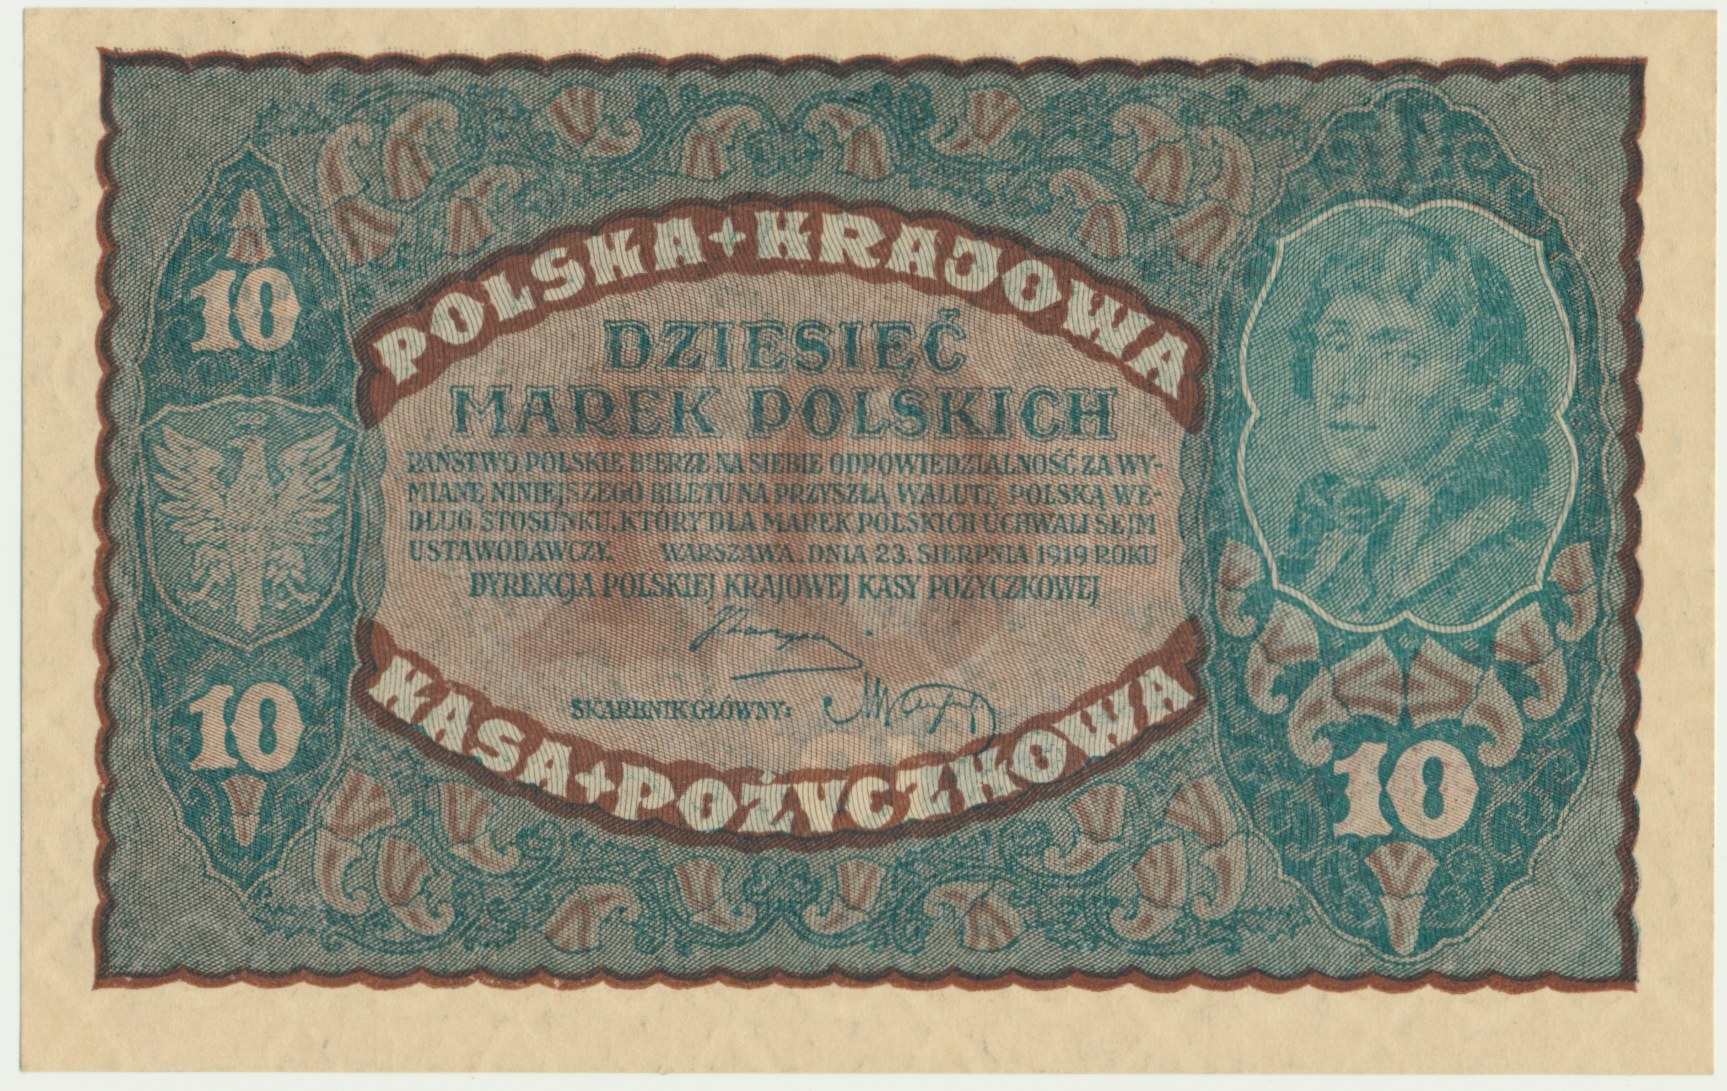 POLSKA+KRAJOWA
10
DZIESIĘĆ
MAREK POLSKICH
PAŃSTWO POLSKIE BIERZE NA SIEBIE ODPOWIEDZIALNOŚĆ ZA WY-
MIANĘ NINIEJSZEGO BILETU NA PRZYSZŁĄ WALUTĘ POLSKĄ WE-
DŁUG STOSUNKU, KTÓRY DLA MAREK POLSKICH UCHWALI SEJM
USTAWODAWCZY. WARSZAWA, DNIA 23. SIERPNIA 1919 ROKU
DYREKCJA POLSKIEJ KRAJOWEJ KASY POŻYCZKOWEJ
SKARBNIK GŁÓWNY:
10
10
KASA+POŻYCZKOWA